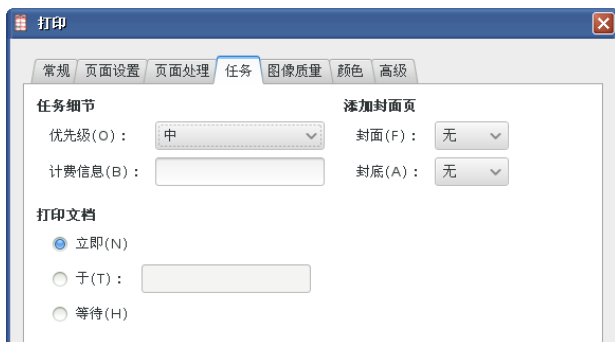 打印
常规 页面设置 页面处理 任务 图像质量 颜色 高级
任务细节 添加封面页
优先级(O)： 中 封面(F)： 无
计费信息(B)： 封底(A)： 无
打印文档
立即(N)
于(T)：
等待(H)